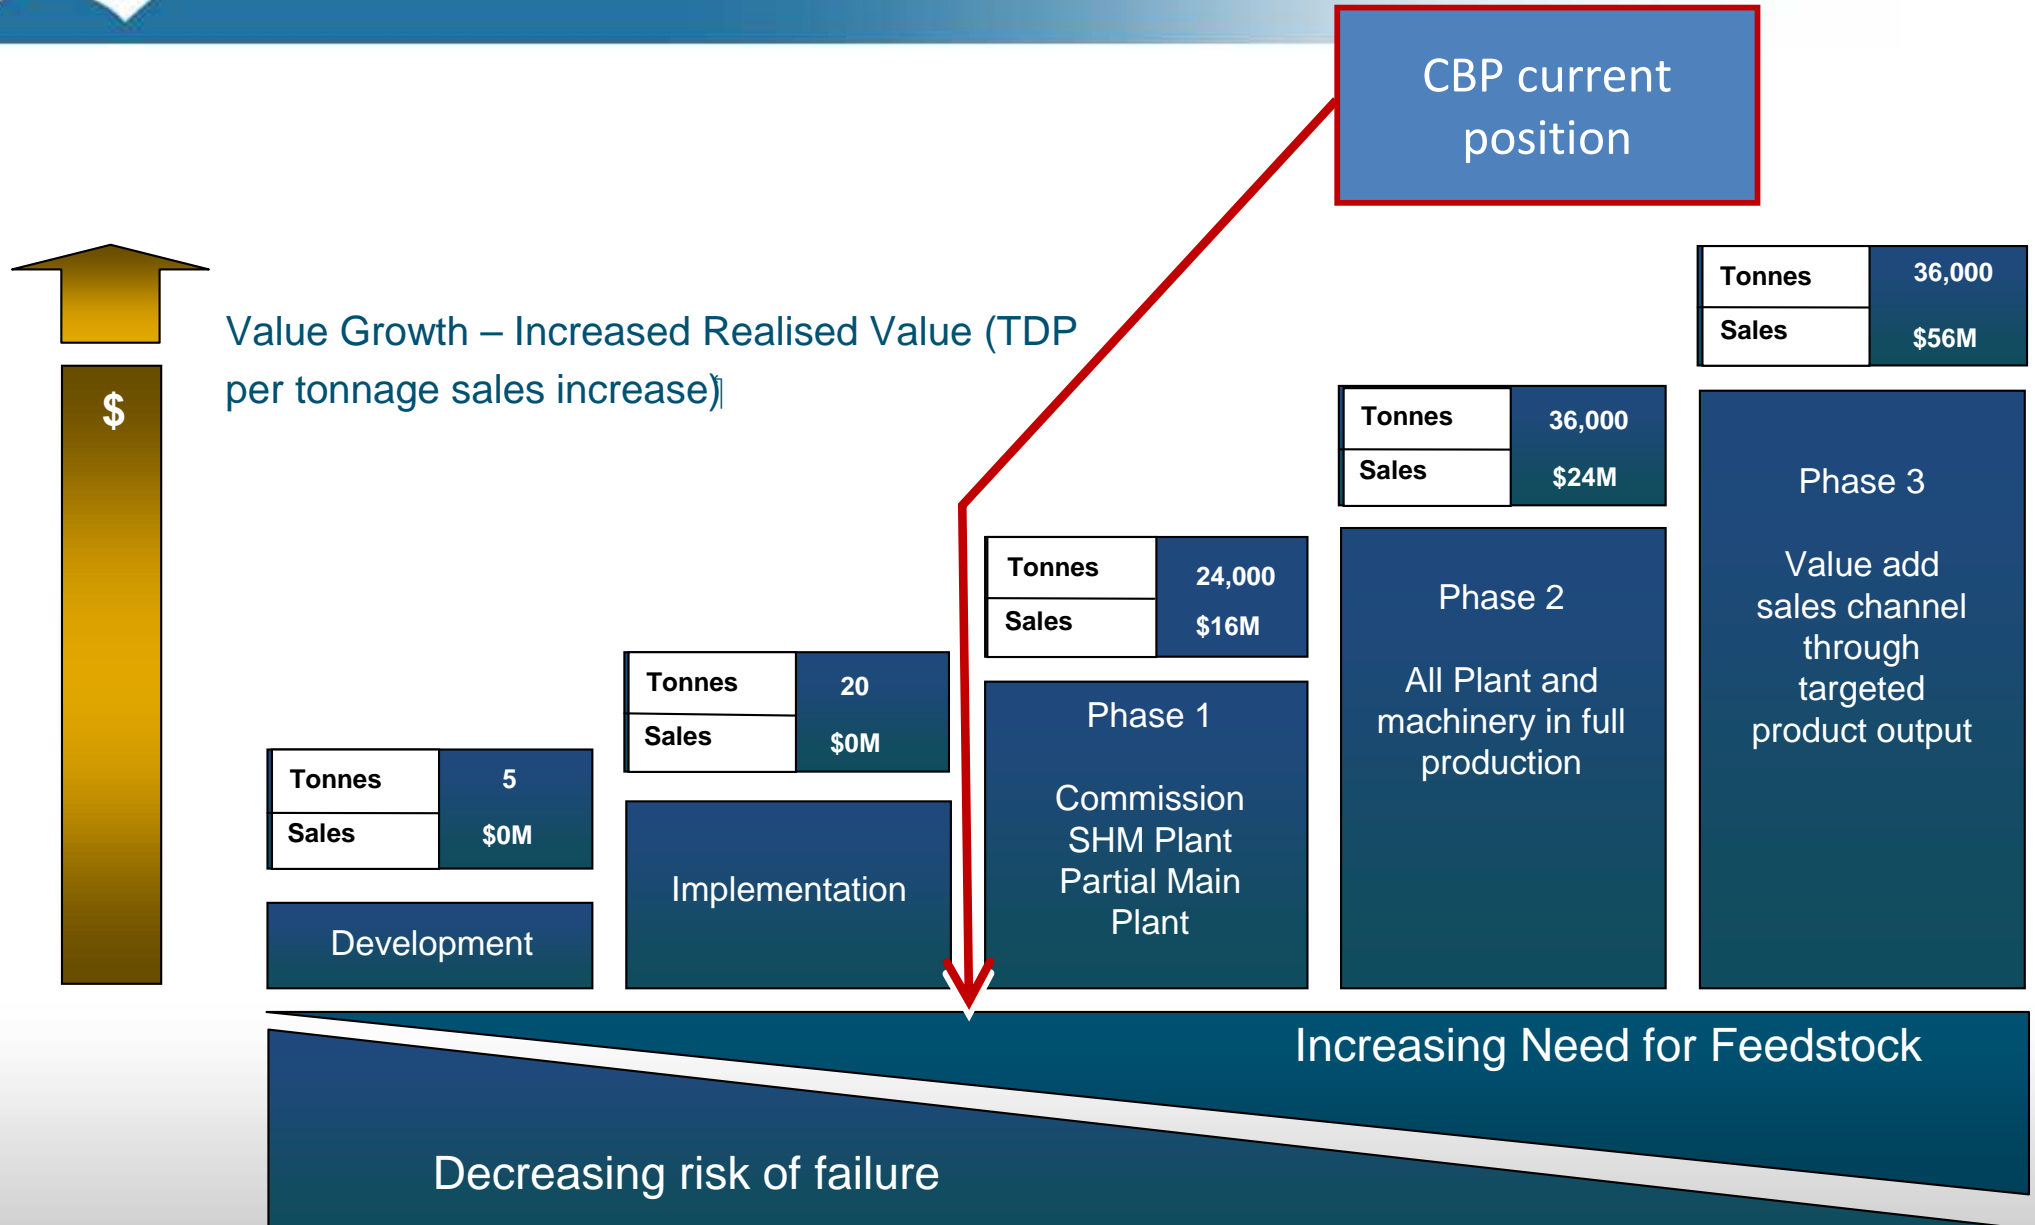 CBP current
position
Value Growth – Increased Realised Value (TDP
per tonnage sales increase)
$
Tonnes 36,000
Sales $56M
Tonnes 36,000
Sales $24M
Tonnes 24,000
Sales $16M
Tonnes 20
Sales $0M
Tonnes 5
Sales $0M
Development
Implementation
Phase 1
Commission
SHM Plant
Partial Main
Plant
Phase 2
All Plant and
machinery in full
production
Phase 3
Value add
sales channel
through
targeted
product output
Increasing Need for Feedstock
Decreasing risk of failure